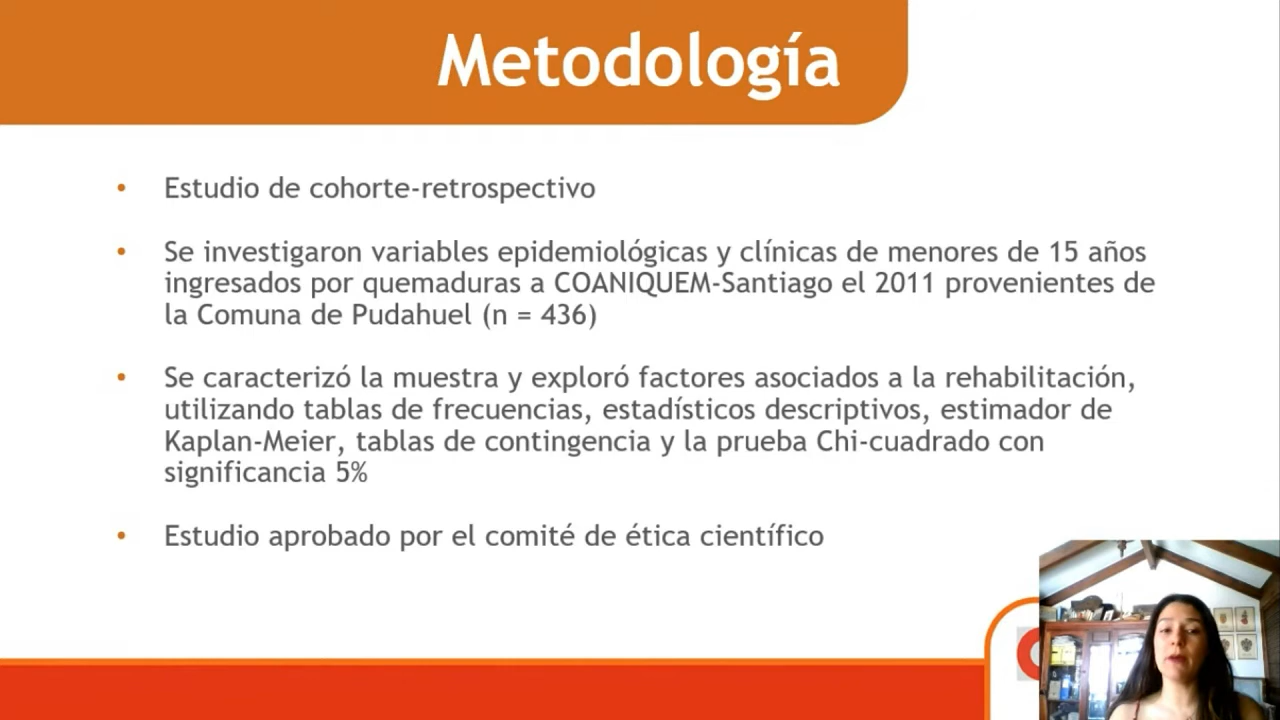 Metodología
• Estudio de cohorte-retrospectivo
• Se investigaron variables epidemiológicas y clínicas de menores de 15 años
ingresados por quemaduras a COANIQUEM-Santiago el 2011 provenientes de
la Comuna de Pudahuel (n = 436)
• Se caracterizó la muestra y exploró factores asociados a la rehabilitación,
utilizando tablas de frecuencias, estadísticos descriptivos, estimador de
Kaplan-Meier, tablas de contingencia y la prueba Chi-cuadrado con
significancia 5%
• Estudio aprobado por el comité de ética científico